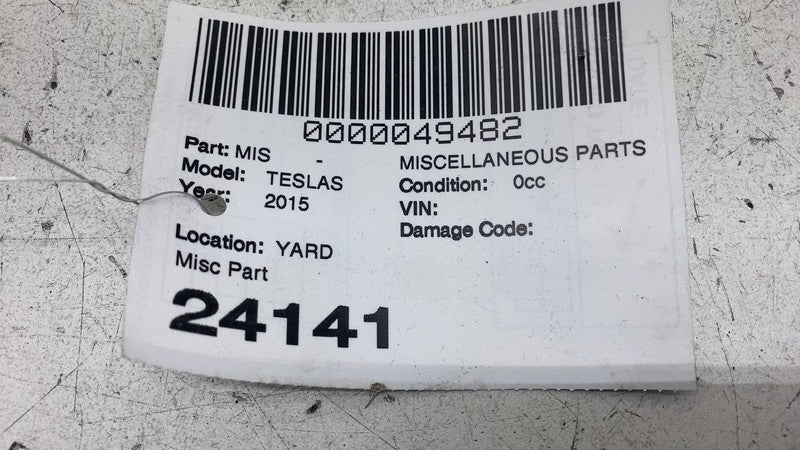 0000049482
Part: MIS - MISCELLANEOUS PARTS
Model: TESLAS Condition: 0cc
Year: 2015 VIN:
Damage Code:
Location: YARD
Misc Part
24141